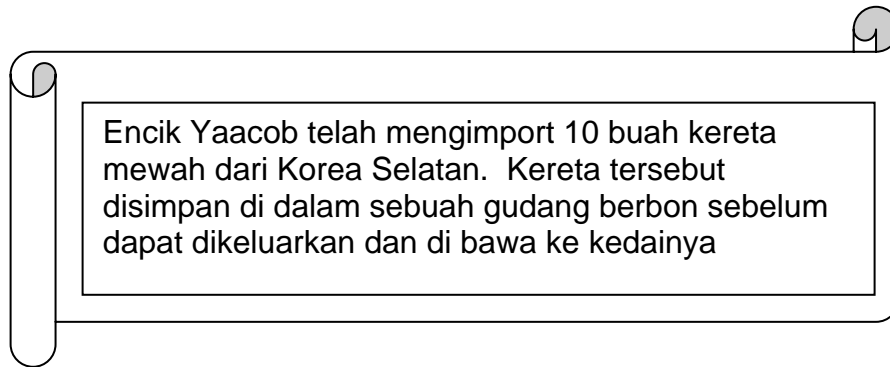 Encik Yaacob telah mengimport 10 buah kereta
mewah dari Korea Selatan.  Kereta tersebut
disimpan di dalam sebuah gudang berbon sebelum
dapat dikeluarkan dan di bawa ke kedainya